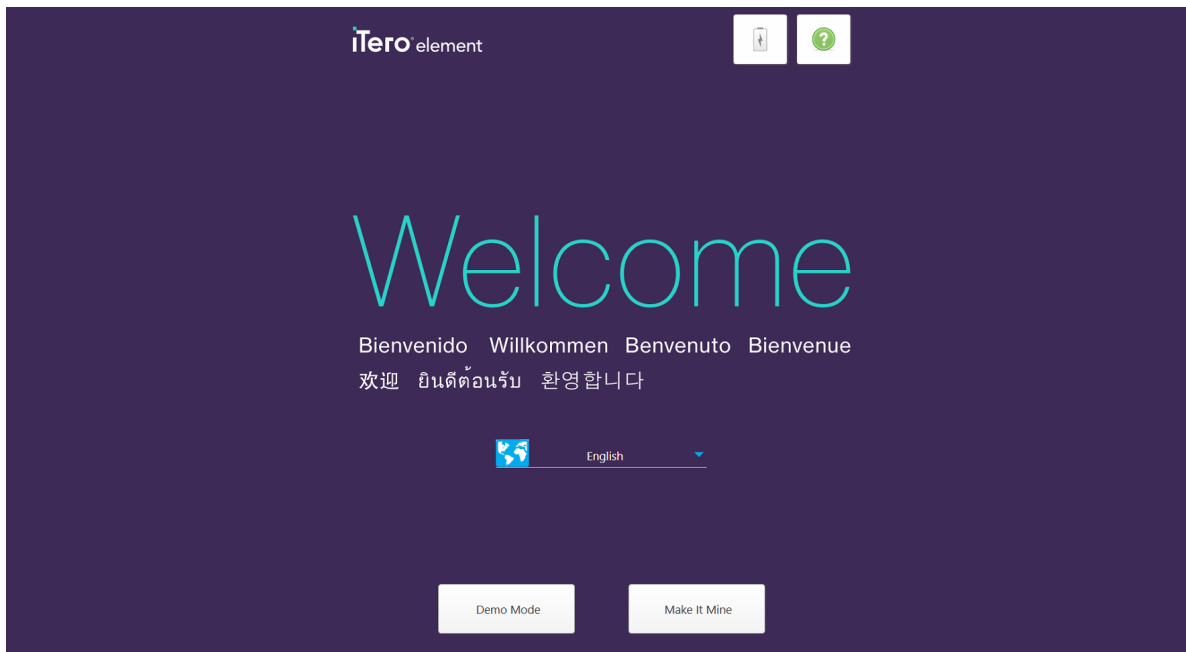 iTero element
?
Welcome
Bienvenido Willkommen Benvenuto Bienvenue
欢迎 ยินดีต้อนรับ 환영합니다
English
Demo Mode Make It Mine